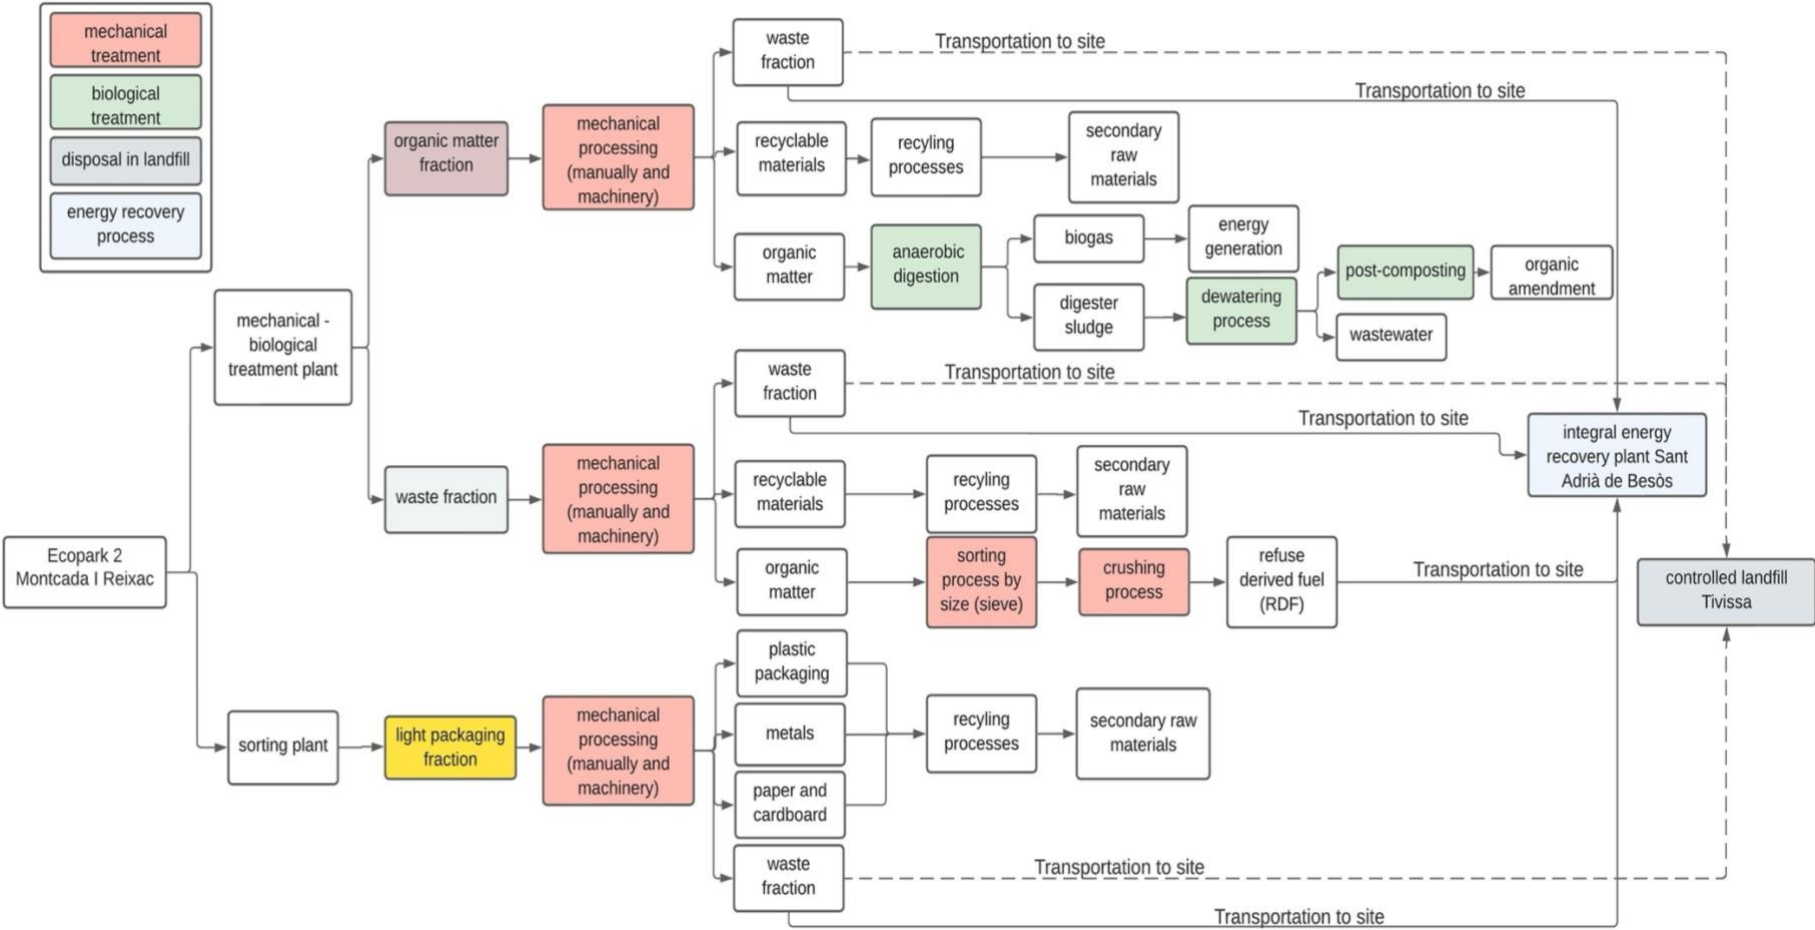 mechanical
treatment
biological
treatment
disposal in landfill
energy recovery
process
Ecopark 2
Montcada I Reixac
mechanical -
biological
treatment plant
sorting plant
organic matter
fraction
waste fraction
light packaging
fraction
mechanical
processing
(manually and
machinery)
waste
fraction
Transportation to site
Transportation to site
recyclable
materials
recyling
processes
secondary
raw
materials
organic
matter
anaerobic
digestion
biogas
energy
generation
digester
sludge
dewatering
process
post-composting
organic
amendment
wastewater
mechanical
processing
(manually and
machinery)
waste
fraction
Transportation to site
Transportation to site
recyclable
materials
recyling
processes
secondary
raw
materials
organic
matter
sorting
process by
size (sieve)
crushing
process
refuse
derived fuel
(RDF)
Transportation to site
integral energy
recovery plant Sant
Adrià de Besòs
controlled landfill
Tivissa
mechanical
processing
(manually and
machinery)
plastic
packaging
metals
paper and
cardboard
recyling
processes
secondary raw
materials
waste
fraction
Transportation to site
Transportation to site